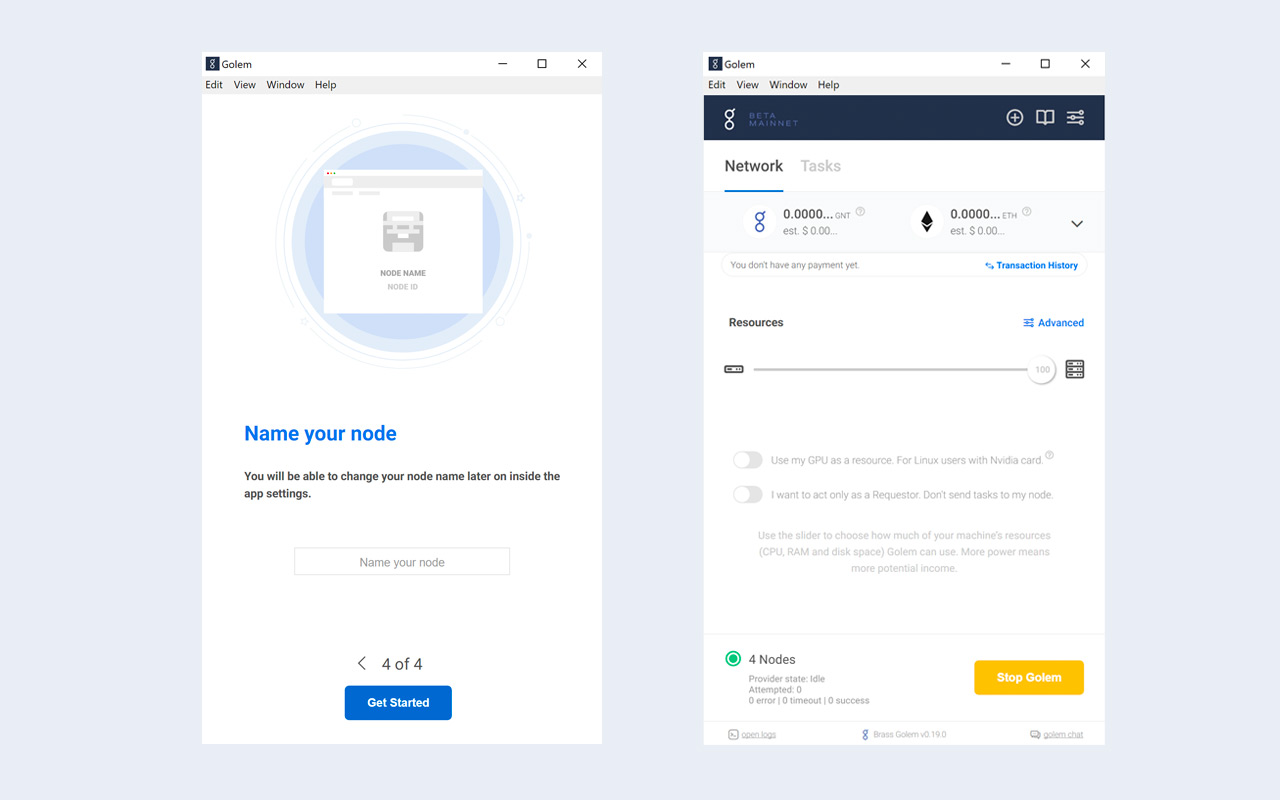 Golem
Edit View Window Help
NODE NAME
NODE ID
Name your node
You will be able to change your node name later on inside the
app settings.
Name your node
4 of 4
Get Started
Golem
Edit View Window Help
BETA
MAINNET
Network Tasks
0.0000... GNT ?
est. $ 0.00...
0.0000... ETH ?
est. $ 0.00...
You don't have any payment yet. Transaction History
Resources Advanced
100
Use my GPU as a resource. For Linux users with Nvidia card. ?
I want to act only as a Requestor. Don't send tasks to my node.
Use the slider to choose how much of your machine's resources
(CPU, RAM and disk space) Golem can use. More power means
more potential income.
4 Nodes
Provider state: Idle
Attempted: 0
0 error | 0 timeout | 0 success
Stop Golem
open logs Brass Golem v0.19.0 golem chat